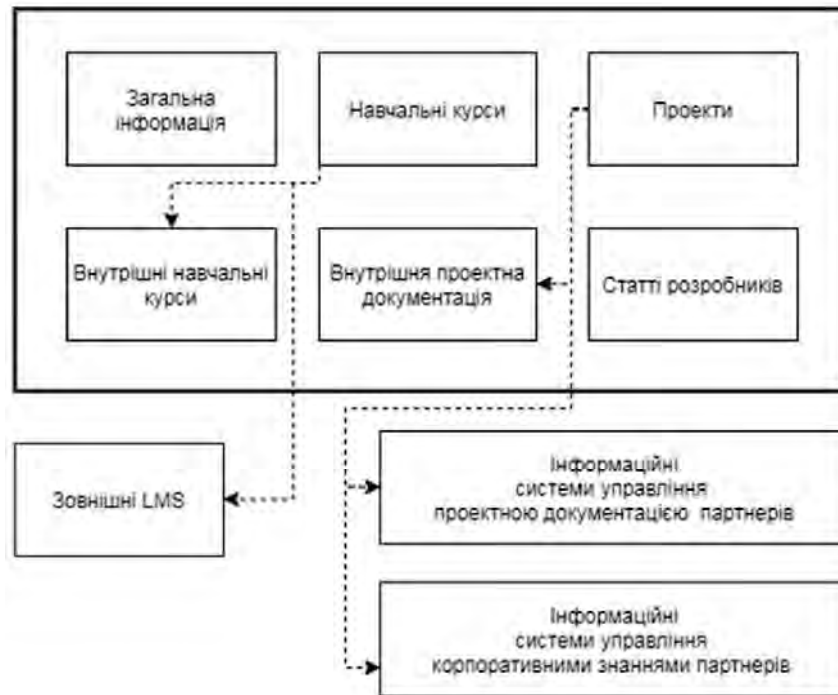 Загальна
інформація
Навчальні курси
Проекти
Внутрішні навчальні
курси
Внутрішня проектна
документація
Статті розробників
Зовнішні LMS
Інформаційні
системи управління
проектною документацією партнерів
Інформаційні
системи управління
корпоративними знаннями партнерів